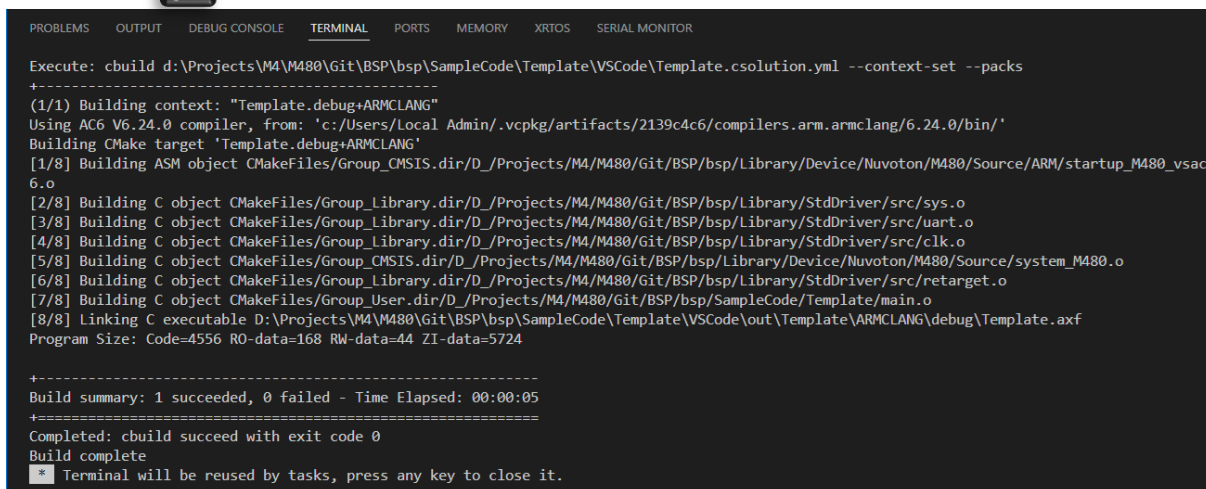 PROBLEMS OUTPUT DEBUG CONSOLE TERMINAL PORTS MEMORY XRTOS SERIAL MONITOR
Execute: cbuild d:\Projects\M4\M480\Git\BSP\bsp\SampleCode\Template\VSCode\Template.csolution.yml --context-set --packs
+------------------------------------------------
(1/1) Building context: "Template.debug+ARMCLANG"
Using AC6 V6.24.0 compiler, from: 'c:/Users/Local Admin/.vcpkg/artifacts/2139c4c6/compilers.arm.armclang/6.24.0/bin/'
Building CMake target 'Template.debug+ARMCLANG'
[1/8] Building ASM object CMakeFiles/Group_CMSIS.dir/D_/Projects/M4/M480/Git/BSP/bsp/Library/Device/Nuvoton/M480/Source/ARM/startup_M480_vsac
6.o
[2/8] Building C object CMakeFiles/Group_Library.dir/D_/Projects/M4/M480/Git/BSP/bsp/Library/StdDriver/src/sys.o
[3/8] Building C object CMakeFiles/Group_Library.dir/D_/Projects/M4/M480/Git/BSP/bsp/Library/StdDriver/src/uart.o
[4/8] Building C object CMakeFiles/Group_Library.dir/D_/Projects/M4/M480/Git/BSP/bsp/Library/StdDriver/src/clk.o
[5/8] Building C object CMakeFiles/Group_CMSIS.dir/D_/Projects/M4/M480/Git/BSP/bsp/Library/Device/Nuvoton/M480/Source/system_M480.o
[6/8] Building C object CMakeFiles/Group_Library.dir/D_/Projects/M4/M480/Git/BSP/bsp/Library/StdDriver/src/retarget.o
[7/8] Building C object CMakeFiles/Group_User.dir/D_/Projects/M4/M480/Git/BSP/bsp/SampleCode/Template/main.o
[8/8] Linking C executable D:\Projects\M4\M480\Git\BSP\bsp\SampleCode\Template\VSCode\out\Template\ARMCLANG\debug\Template.axf
Program Size: Code=4556 RO-data=168 RW-data=44 ZI-data=5724
+------------------------------------------------------------
Build summary: 1 succeeded, 0 failed - Time Elapsed: 00:00:05
+============================================================
Completed: cbuild succeed with exit code 0
Build complete
* Terminal will be reused by tasks, press any key to close it.